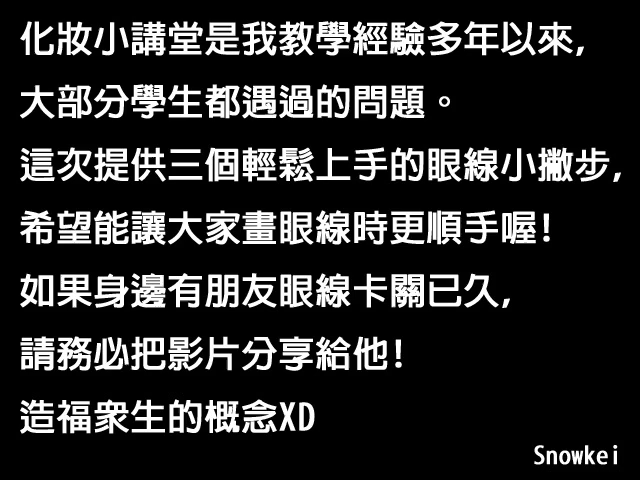 化妝小講堂是我教學經驗多年以來,
大部分學生都遇過的問題。
這次提供三個輕鬆上手的眼線小撇步,
希望能讓大家畫眼線時更順手喔!
如果身邊有朋友眼線卡關已久,
請務必把影片分享給他!
造福衆生的概念XD
Snowkei